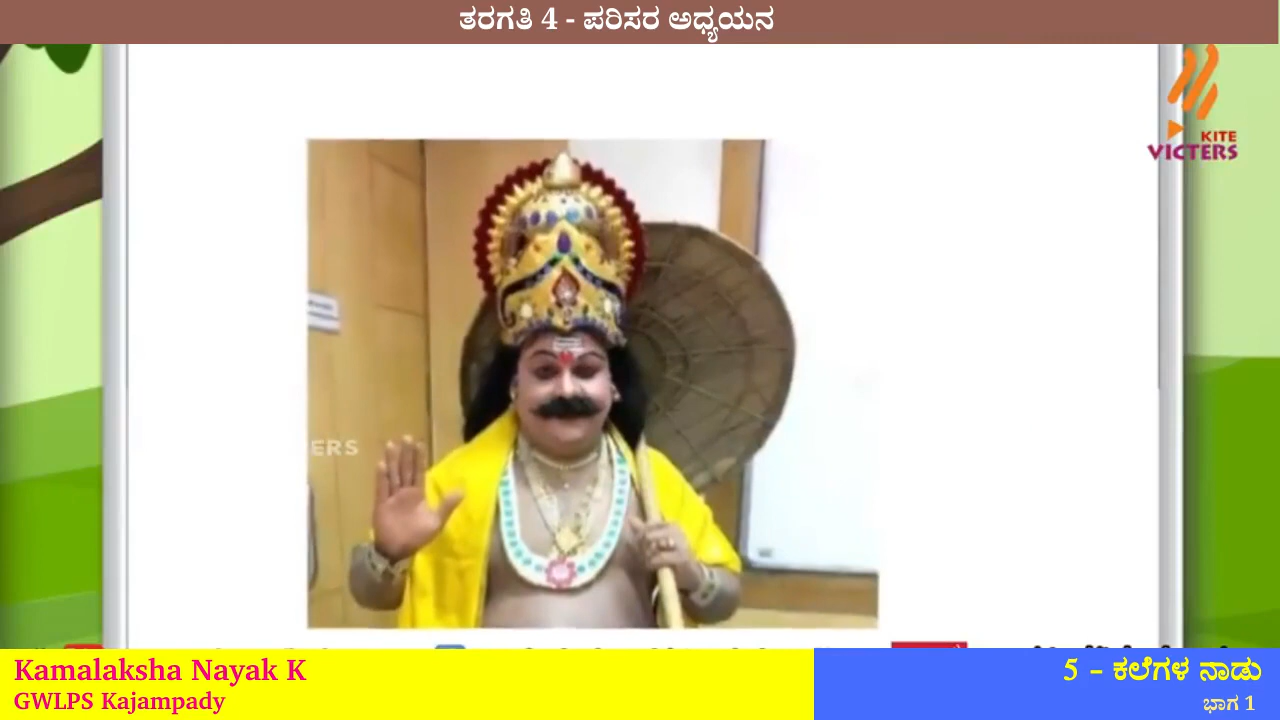 ತರಗತಿ 4 - ಪರಿಸರ ಅಧ್ಯಯನ
KITE
VICTERS
ERS
Kamalaksha Nayak K
GWLPS Kajampady
5 - ಕಲೆಗಳ ನಾಡು
ಭಾಗ 1